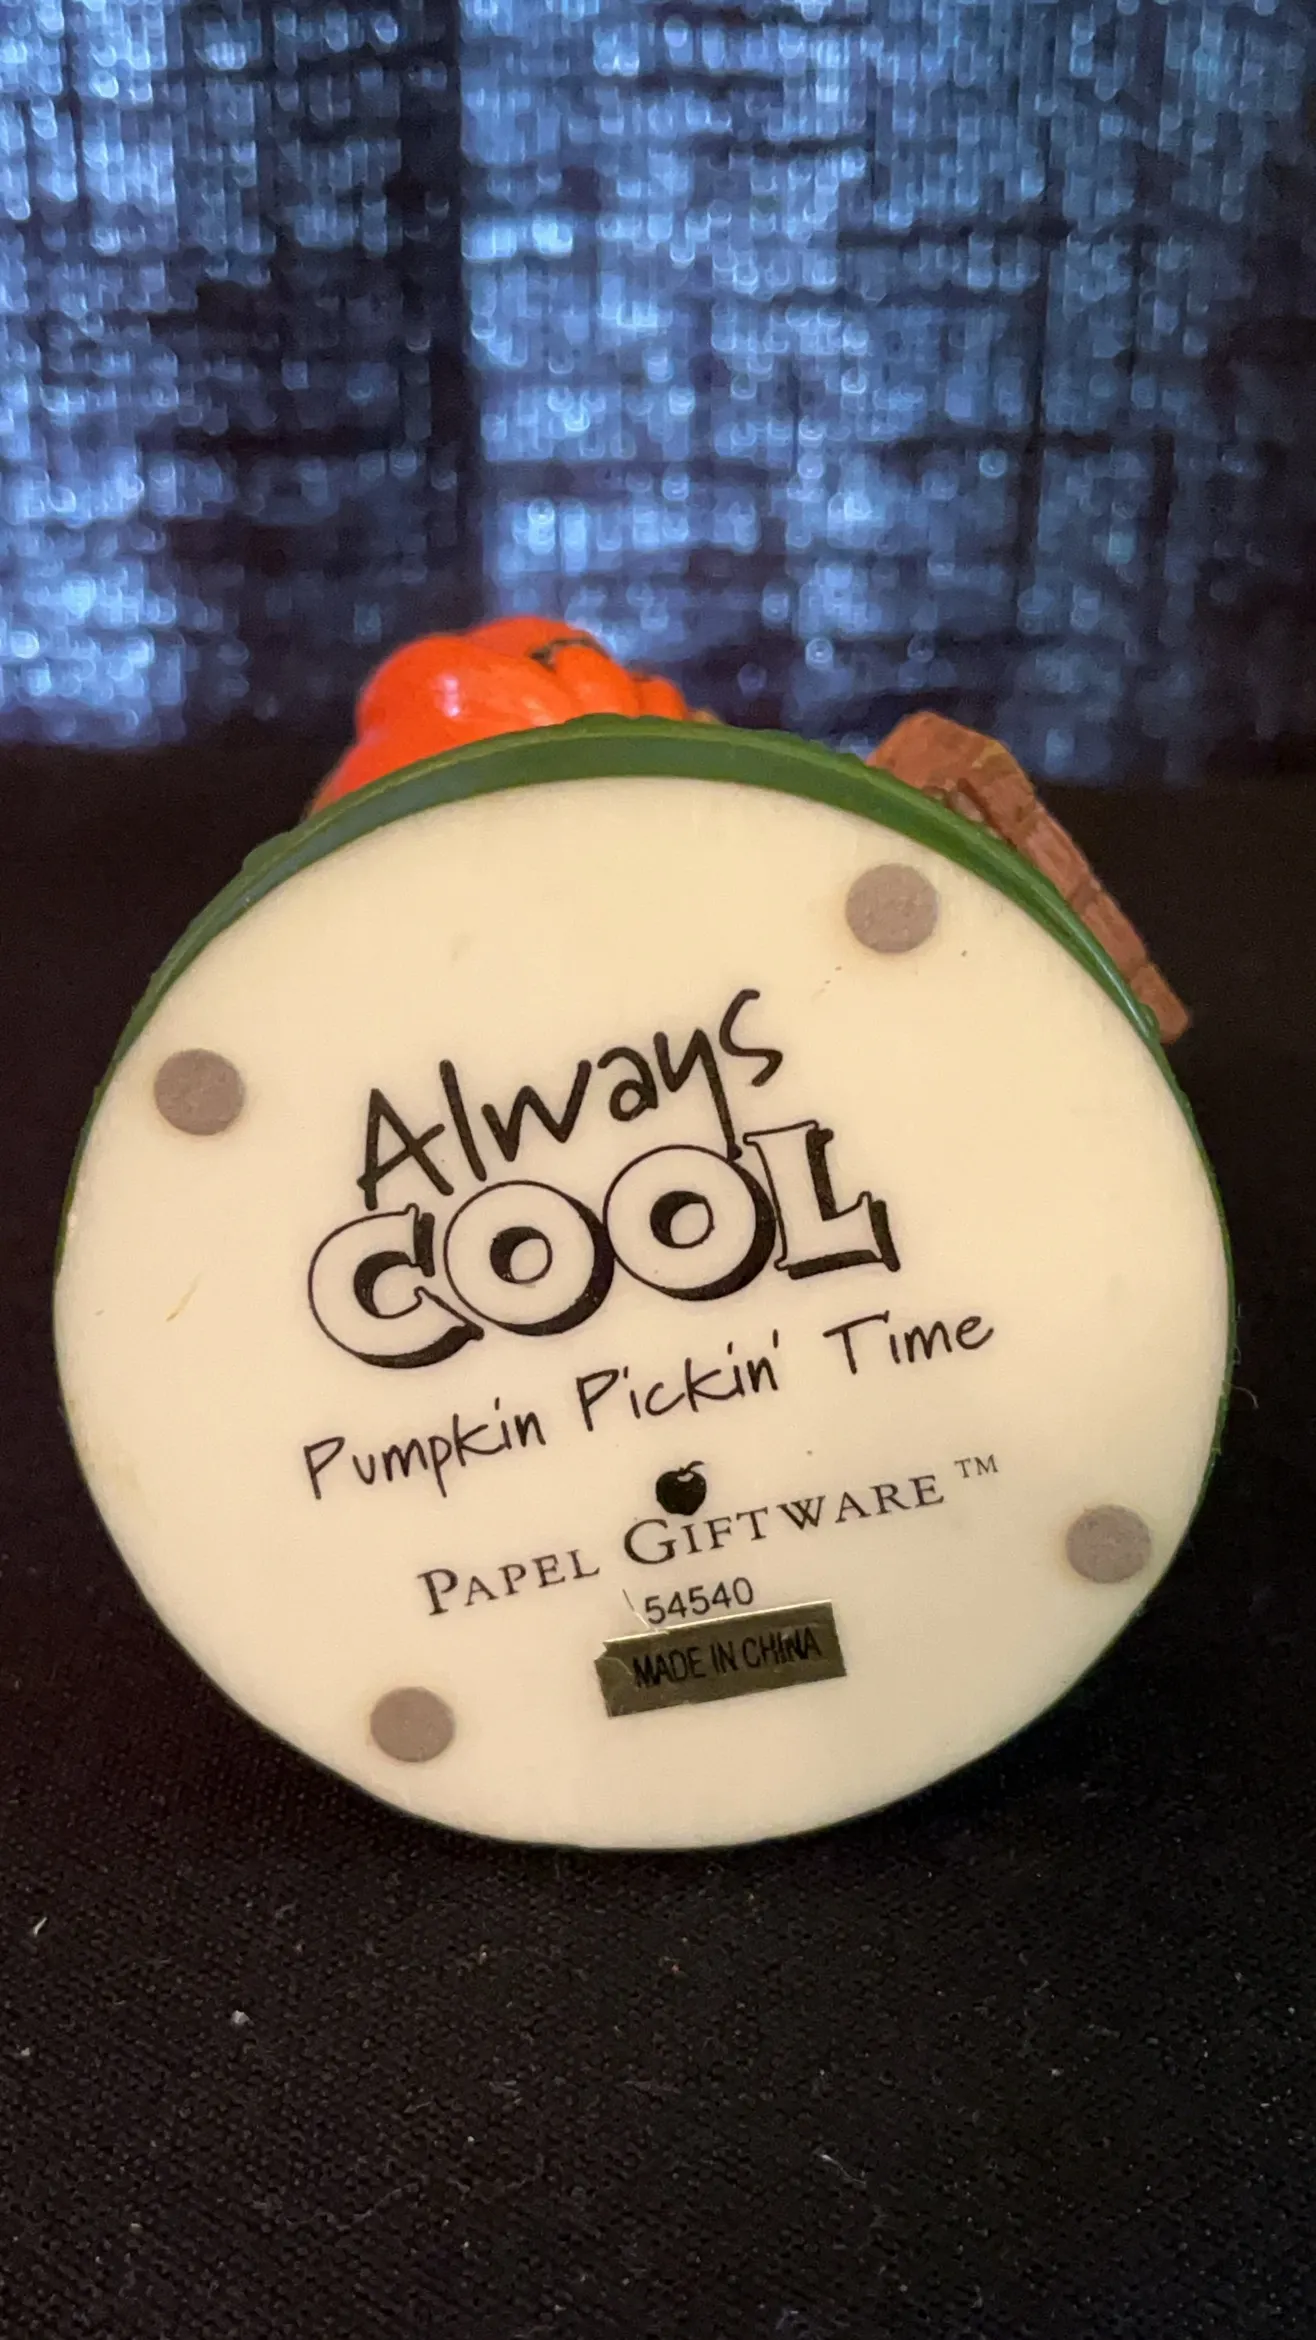 Always
COOL
Pumpkin Pickin' Time
PAPEL GIFTWARE™
54540
MADE IN CHINA